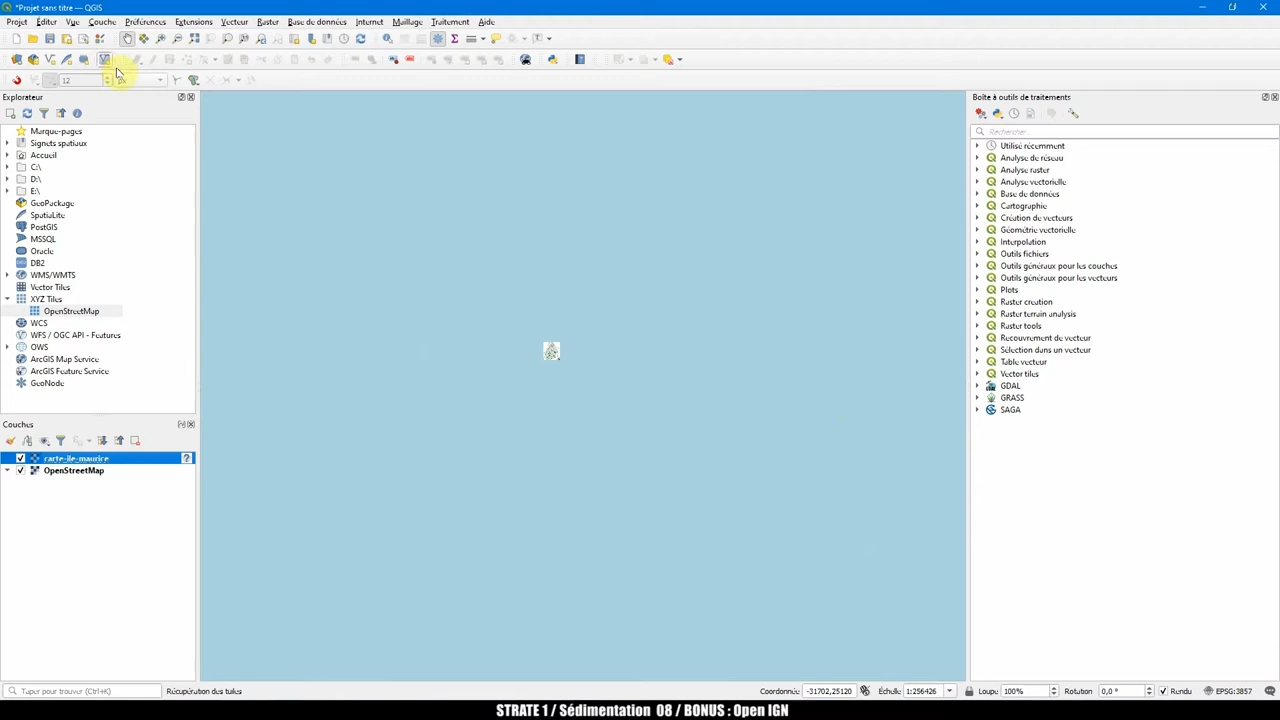 *Projet sans titre — QGIS
Projet Éditer Vue Couche Préférences Extensions Vecteur Raster Base de données Internet Maillage Traitement Aide
12 px
Explorateur
Marque-pages
Signets spatiaux
Accueil
C:\
D:\
E:\
GeoPackage
SpatiaLite
PostGIS
MSSQL
Oracle
DB2
WMS/WMTS
Vector Tiles
XYZ Tiles
OpenStreetMap
WCS
WFS / OGC API - Features
OWS
ArcGIS Map Service
ArcGIS Feature Service
GeoNode
Couches
carte-ile-maurice
OpenStreetMap
Boîte à outils de traitements
Rechercher...
Utilisé récemment
Analyse de réseau
Analyse raster
Analyse vectorielle
Base de données
Cartographie
Création de vecteurs
Géométrie vectorielle
Interpolation
Outils fichiers
Outils généraux pour les couches
Outils généraux pour les vecteurs
Plots
Raster creation
Raster terrain analysis
Raster tools
Recouvrement de vecteur
Sélection dans un vecteur
Table vecteur
Vector tiles
GDAL
GRASS
SAGA
Taper pour trouver (Ctrl+K) Récupération des tuiles Coordonnée -31702,25120 Échelle 1:256426 Loupe 100% Rotation 0,0 ° Rendu EPSG:3857
STRATE 1 / Sédimentation 08 / BONUS : Open IGN